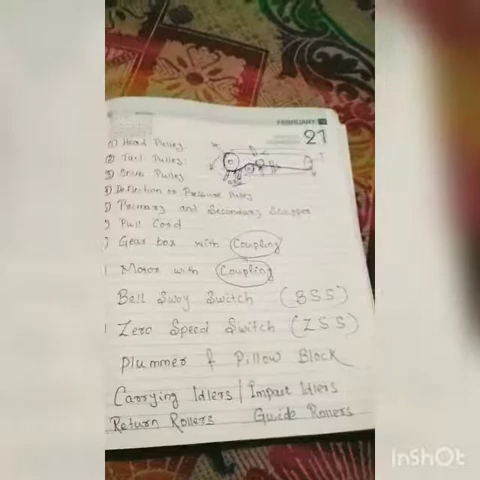 FEBRUARY
21
① Head Pulley
② Tail Pulley
③ Drive Pulley
Deflection or Pressure Pulley
Primary and Secondary Scrapper
Pull Cord
Gear box with Coupling
Motor with Coupling
Belt Sway Switch (BSS)
Zero Speed Switch (ZSS)
Plummer & Pillow Block
Carrying Idlers / Impact Idlers
Return Rollers Guide Rollers
InShOt